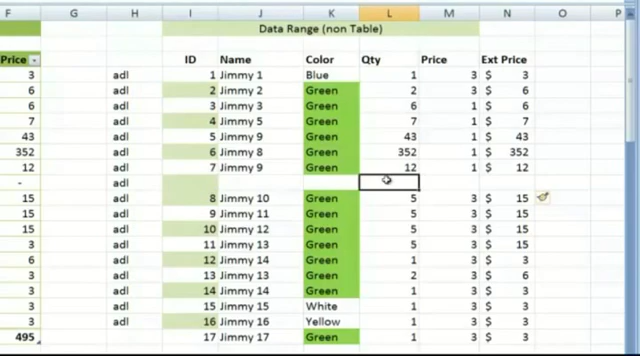 F G H I J K L M N O P
Data Range (non Table)
Price ID Name Color Qty Price Ext Price
3 adl 1 Jimmy 1 Blue 1 3 $ 3
6 adl 2 Jimmy 2 Green 2 3 $ 6
6 adl 3 Jimmy 3 Green 6 1 $ 6
7 adl 4 Jimmy 5 Green 7 1 $ 7
43 adl 5 Jimmy 9 Green 43 1 $ 43
352 adl 6 Jimmy 8 Green 352 1 $ 352
12 adl 7 Jimmy 9 Green 12 1 $ 12
- adl
15 adl 8 Jimmy 10 Green 5 3 $ 15
15 adl 9 Jimmy 11 Green 5 3 $ 15
15 adl 10 Jimmy 12 Green 5 3 $ 15
3 adl 11 Jimmy 13 Green 5 3 $ 15
6 adl 12 Jimmy 14 Green 1 3 $ 3
3 adl 13 Jimmy 13 Green 2 3 $ 6
3 adl 14 Jimmy 14 Green 1 3 $ 3
3 adl 15 Jimmy 15 White 1 3 $ 3
3 adl 16 Jimmy 16 Yellow 1 3 $ 3
495 17 Jimmy 17 Green 1 3 $ 3